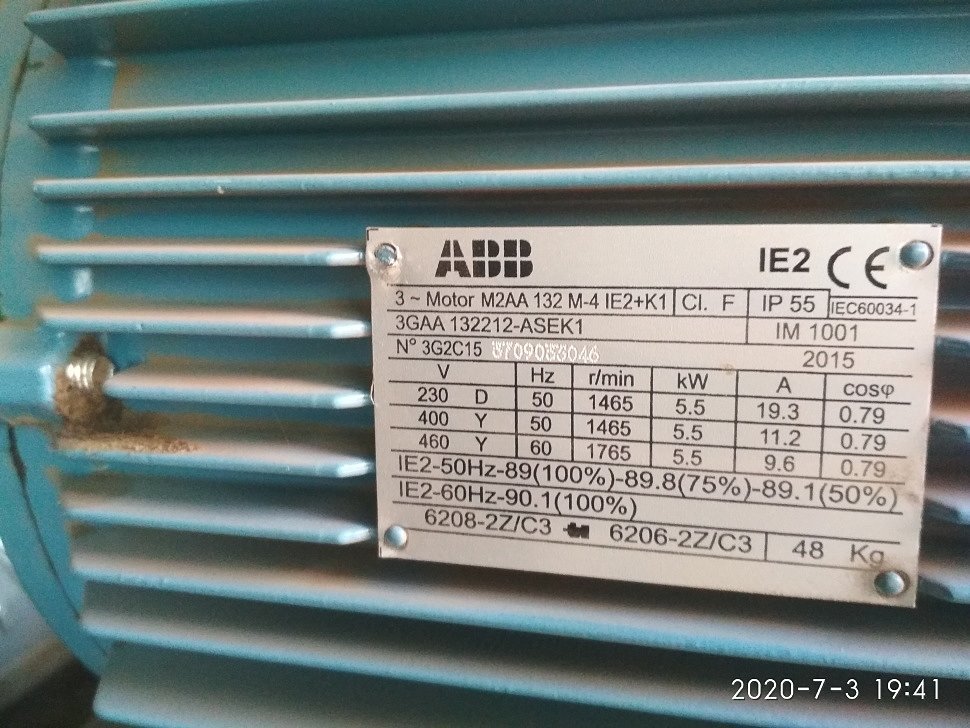 ABB IE2 CE
3 ~ Motor M2AA 132 M-4 IE2+K1 Cl. F IP 55 IEC60034-1
3GAA 132212-ASEK1 IM 1001
N° 3G2C15 2015
V Hz r/min kW A cosφ
230 D 50 1465 5.5 19.3 0.79
400 Y 50 1465 5.5 11.2 0.79
460 Y 60 1765 5.5 9.6 0.79
IE2-50Hz-89(100%)-89.8(75%)-89.1(50%)
IE2-60Hz-90.1(100%)
6208-2Z/C3 6206-2Z/C3 48 Kg
2020-7-3 19:41